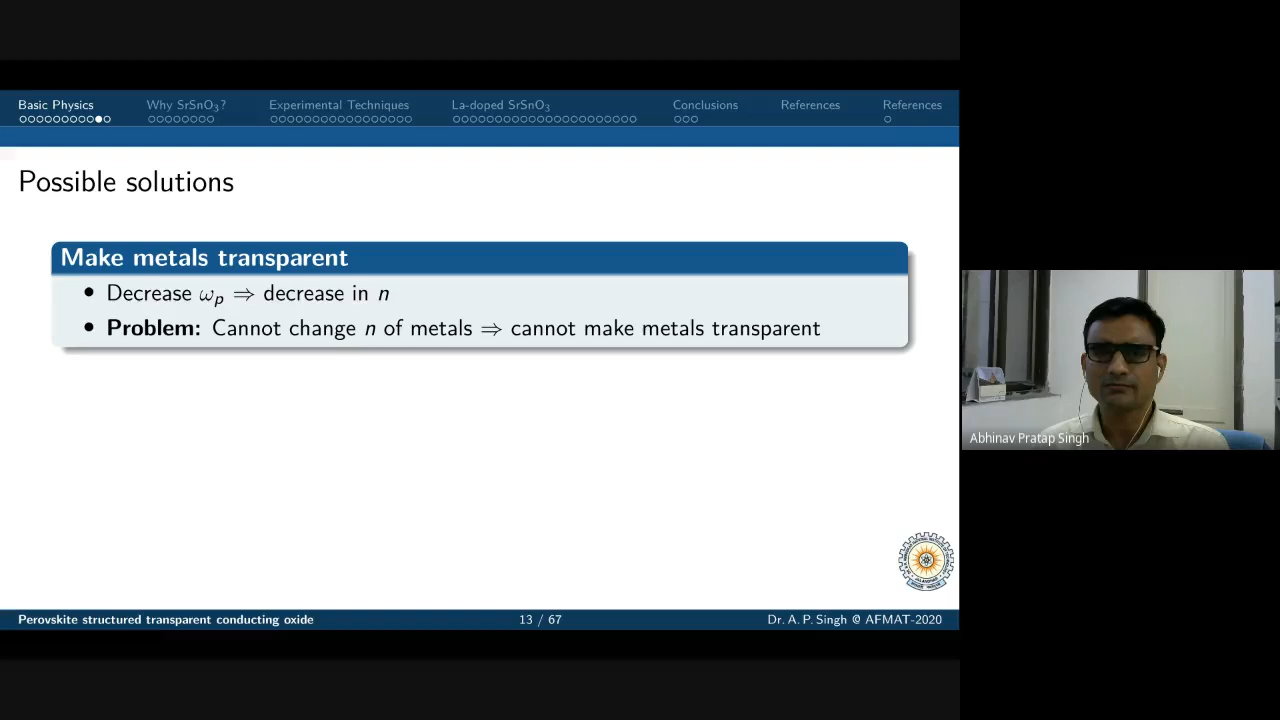 Basic Physics Why SrSnO₃? Experimental Techniques La-doped SrSnO₃ Conclusions References References
Possible solutions
Make metals transparent
• Decrease ωₚ ⇒ decrease in n
• Problem: Cannot change n of metals ⇒ cannot make metals transparent
Abhinav Pratap Singh
JALANDHAR
Perovskite structured transparent conducting oxide 13 / 67 Dr. A. P. Singh @ AFMAT-2020